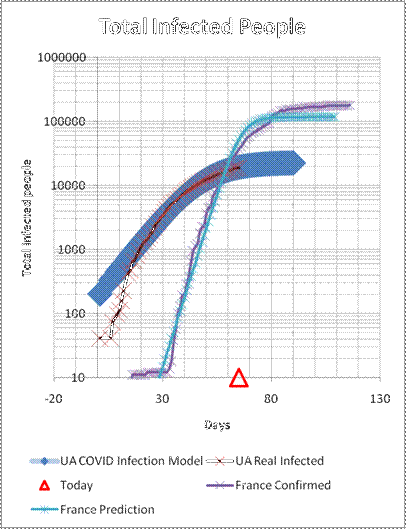 Total Infected People
1000000
100000
10000
1000
100
10
Total Infected people
-20 30 80 130
Days
UA COVID Infection Model UA Real Infected
Today France Confirmed
France Prediction